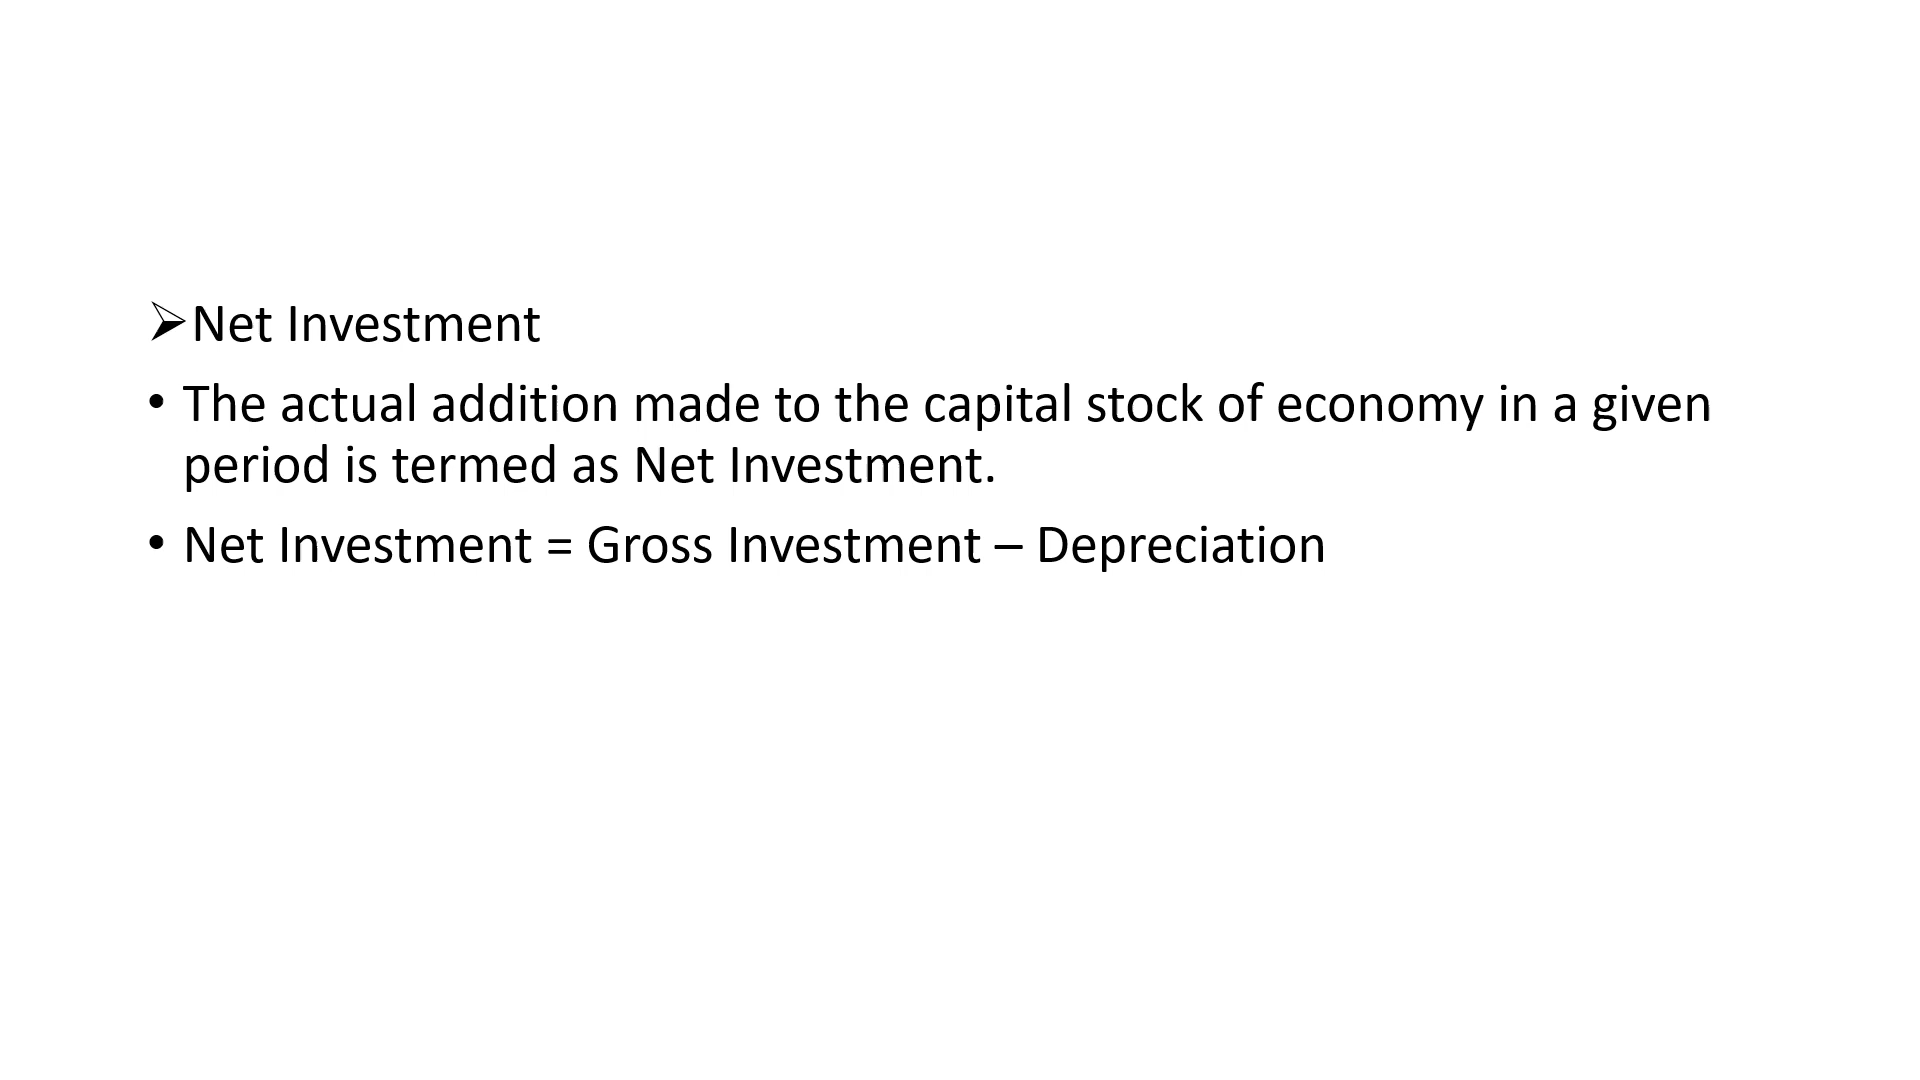 ➢Net Investment
• The actual addition made to the capital stock of economy in a given
period is termed as Net Investment.
• Net Investment = Gross Investment – Depreciation